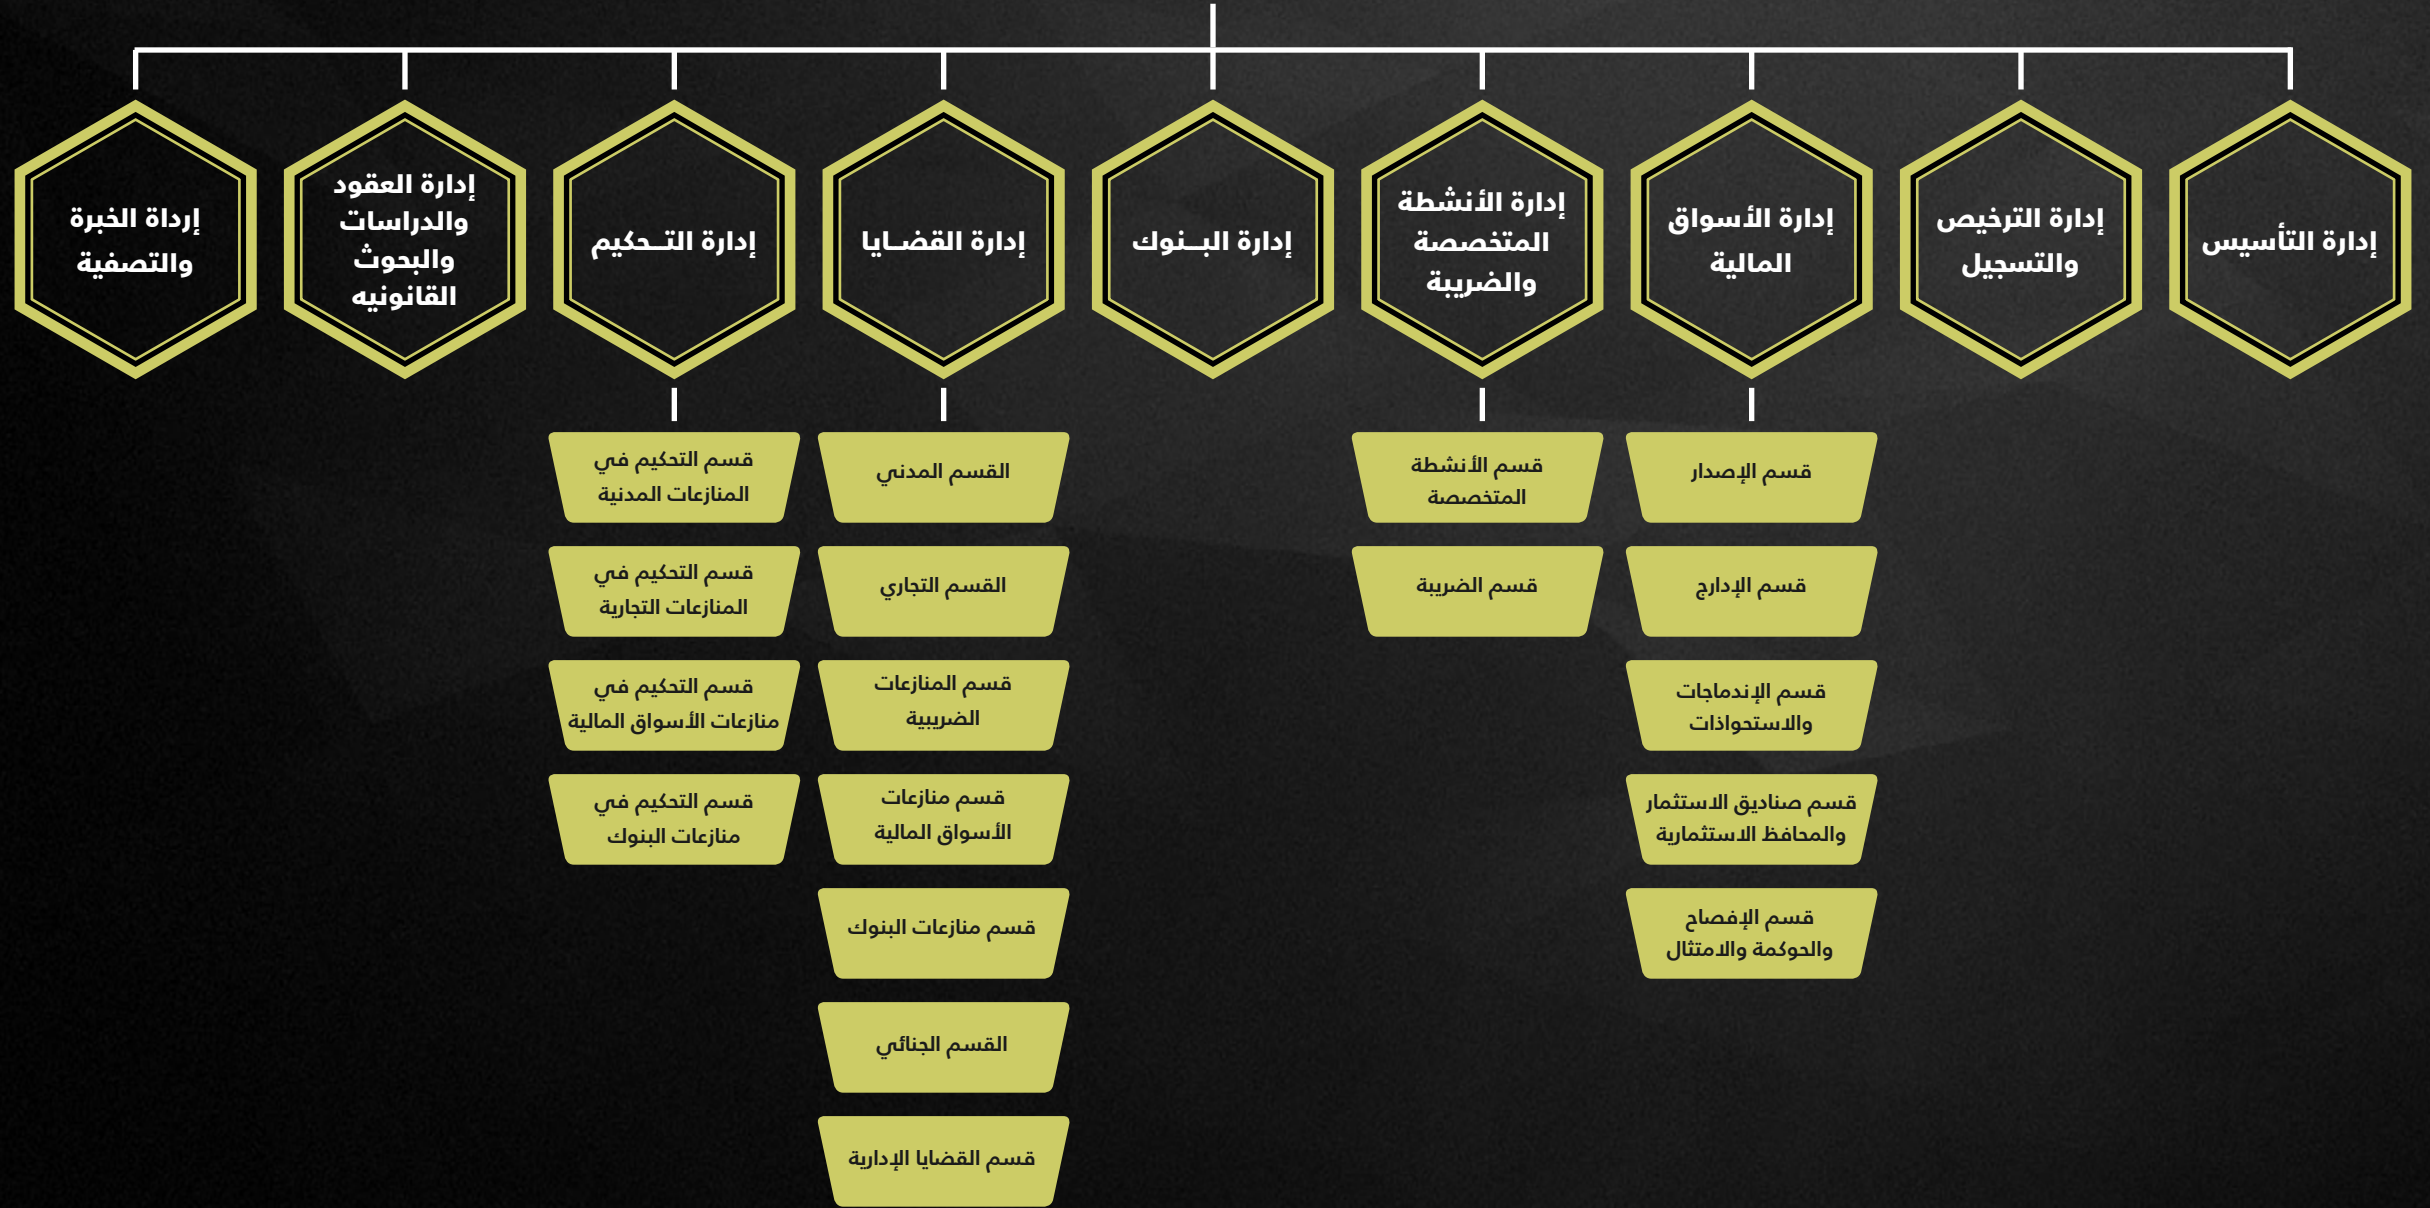 إدارة التأسيس
إدارة الترخيص
والتسجيل
إدارة الأسواق
المالية
إدارة الأنشطة
المتخصصة
والضريبة
إدارة البــنوك
إدارة القضــايا
إدارة التــحكيم
إدارة العقود
والدراسات
والبحوث
القانونيه
إرداة الخبرة
والتصفية
قسم الإصدار
قسم الإدارج
قسم الإندماجات
والاستحواذات
قسم صناديق الاستثمار
والمحافظ الاستثمارية
قسم الإفصاح
والحوكمة والامتثال
قسم الأنشطة
المتخصصة
قسم الضريبة
القسم المدني
القسم التجاري
قسم المنازعات
الضريبية
قسم منازعات
الأسواق المالية
قسم منازعات البنوك
القسم الجنائي
قسم القضايا الإدارية
قسم التحكيم في
المنازعات المدنية
قسم التحكيم في
المنازعات التجارية
قسم التحكيم في
منازعات الأسواق المالية
قسم التحكيم في
منازعات البنوك